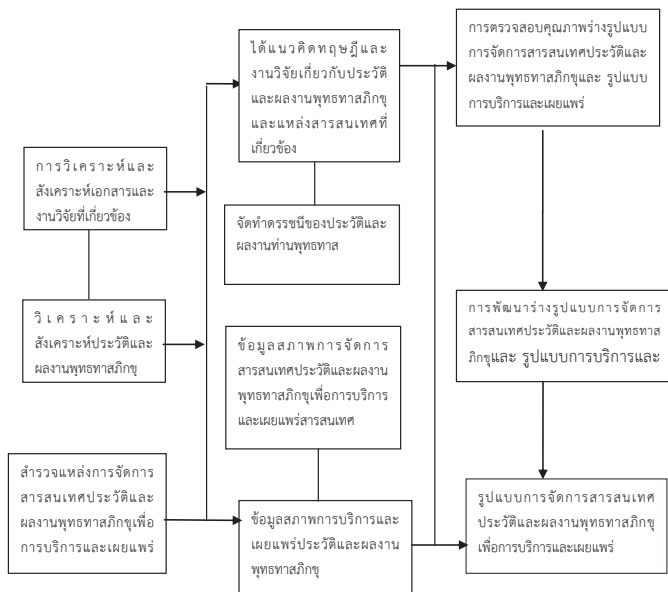 การวิเคราะห์และ
สังเคราะห์เอกสารและ
งานวิจัยที่เกี่ยวข้อง
วิเคราะห์และ
สังเคราะห์ประวัติและ
ผลงานพุทธทาสภิกขุ
สำรวจแหล่งการจัดการ
สารสนเทศประวัติและ
ผลงานพุทธทาสภิกขุเพื่อ
การบริการและเผยแพร่
ได้แนวคิดทฤษฎีและ
งานวิจัยเกี่ยวกับประวัติ
และผลงานพุทธทาสภิกขุ
และแหล่งสารสนเทศที่
เกี่ยวข้อง
จัดทำดรรชนีของประวัติและ
ผลงานท่านพุทธทาส
ข้อมูลสภาพการจัดการ
สารสนเทศประวัติและผลงาน
พุทธทาสภิกขุเพื่อการบริการ
และเผยแพร่สารสนเทศ
ข้อมูลสภาพการบริการและ
เผยแพร่ประวัติและผลงาน
พุทธทาสภิกขุ
การตรวจสอบคุณภาพร่างรูปแบบ
การจัดการสารสนเทศประวัติและ
ผลงานพุทธทาสภิกขุและ รูปแบบ
การบริการและเผยแพร่
การพัฒนาร่างรูปแบบการจัดการ
สารสนเทศประวัติและผลงานพุทธทาส
ภิกขุและ รูปแบบการบริการและ
รูปแบบการจัดการสารสนเทศ
ประวัติและผลงานพุทธทาสภิกขุ
เพื่อการบริการและเผยแพร่